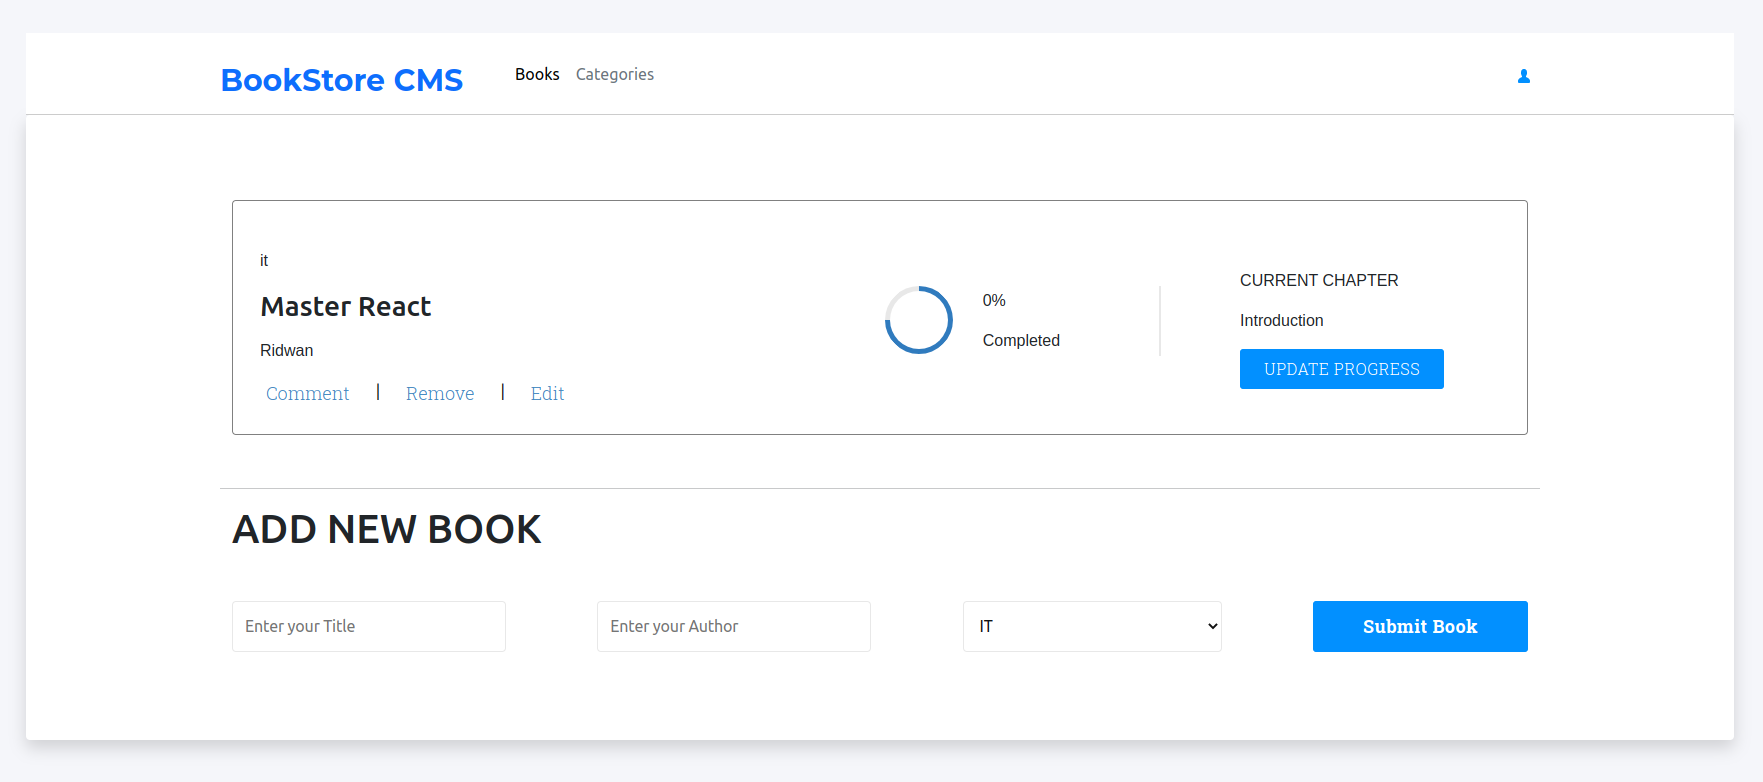 BookStore CMS Books Categories
it
Master React
Ridwan
Comment | Remove | Edit
0%
Completed
CURRENT CHAPTER
Introduction
UPDATE PROGRESS
ADD NEW BOOK
Enter your Title Enter your Author IT Submit Book